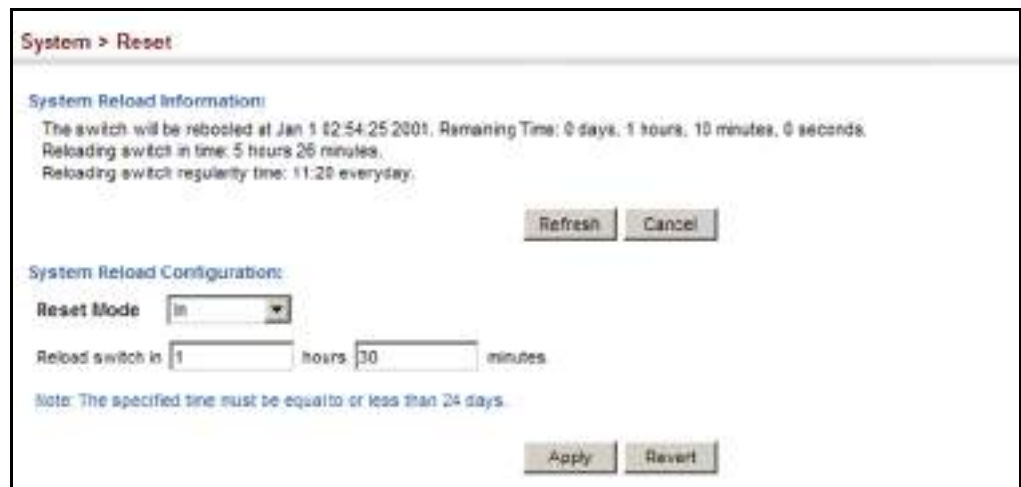 System > Reset
System Reload Information:
The switch will be rebooted at Jan 1 02:54:25 2001. Remaining Time: 0 days, 1 hours, 10 minutes, 0 seconds.
Reloading switch in time: 5 hours 26 minutes.
Reloading switch regularity time: 11:20 everyday.
Refresh Cancel
System Reload Configuration:
Reset Mode In
Reload switch in 1 hours 30 minutes.
Note: The specified time must be equal to or less than 24 days.
Apply Revert